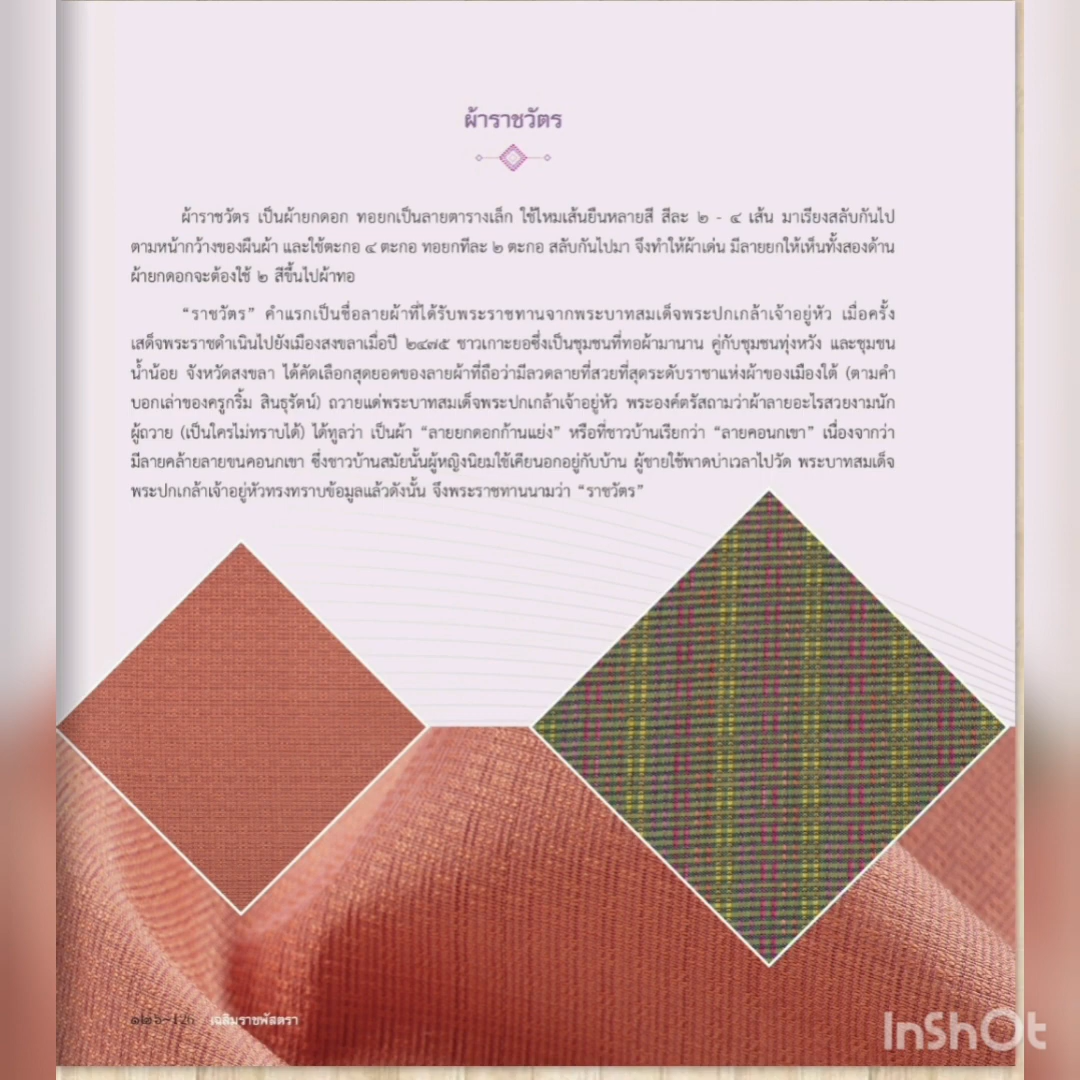 ผ้าราชวัตร
ผ้าราชวัตร เป็นผ้ายกดอก ทอยกเป็นลายตารางเล็ก ใช้ไหมเส้นยืนหลายสี สีละ ๒ - ๔ เส้น มาเรียงสลับกันไป
ตามหน้ากว้างของผืนผ้า และใช้ตะกอ ๔ ตะกอ ทอยกทีละ ๒ ตะกอ สลับกันไปมา จึงทำให้ผ้าเด่น มีลายยกให้เห็นทั้งสองด้าน
ผ้ายกดอกจะต้องใช้ ๒ สีขึ้นไปผ้าทอ
“ราชวัตร” คำแรกเป็นชื่อลายผ้าที่ได้รับพระราชทานจากพระบาทสมเด็จพระปกเกล้าเจ้าอยู่หัว เมื่อครั้ง
เสด็จพระราชดำเนินไปยังเมืองสงขลาเมื่อปี ๒๔๗๕ ชาวเกาะยอซึ่งเป็นชุมชนที่ทอผ้ามานาน คู่กับชุมชนทุ่งหวัง และชุมชน
น้ำน้อย จังหวัดสงขลา ได้คัดเลือกสุดยอดของลายผ้าที่ถือว่ามีลวดลายที่สวยที่สุดระดับราชาแห่งผ้าของเมืองใต้ (ตามคำ
บอกเล่าของครูกริ้ม สินธุรัตน์) ถวายแด่พระบาทสมเด็จพระปกเกล้าเจ้าอยู่หัว พระองค์ตรัสถามว่าผ้าลายอะไรสวยงามนัก
ผู้ถวาย (เป็นใครไม่ทราบได้) ได้ทูลว่า เป็นผ้า “ลายยกดอกก้านแย่ง” หรือที่ชาวบ้านเรียกว่า “ลายคอนกเขา” เนื่องจากว่า
มีลายคล้ายลายขนคอนกเขา ซึ่งชาวบ้านสมัยนั้นผู้หญิงนิยมใช้เคียนอกอยู่กับบ้าน ผู้ชายใช้พาดบ่าเวลาไปวัด พระบาทสมเด็จ
พระปกเกล้าเจ้าอยู่หัวทรงทราบข้อมูลแล้วดังนั้น จึงพระราชทานนามว่า “ราชวัตร”
๑๒๖-126 เฉลิมราชพัสตรา
InShOt